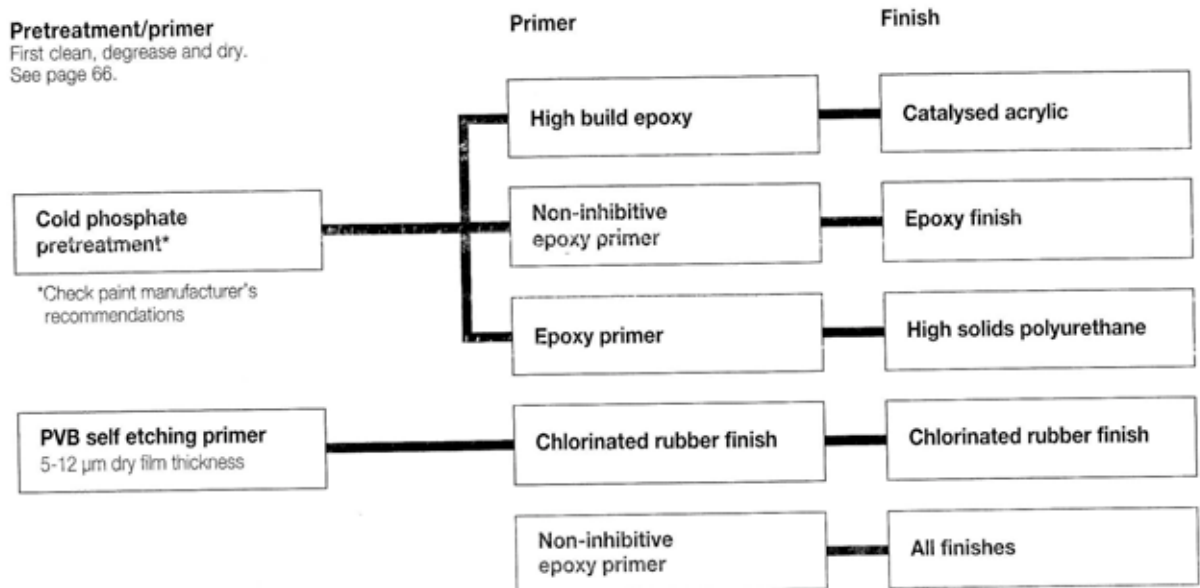 Pretreatment/primer
First clean, degrease and dry.
See page 66.
Primer
Finish
High build epoxy
Catalysed acrylic
Cold phosphate
pretreatment*
Non-inhibitive
epoxy primer
Epoxy finish
*Check paint manufacturer's
recommendations
Epoxy primer
High solids polyurethane
PVB self etching primer
5-12 µm dry film thickness
Chlorinated rubber finish
Chlorinated rubber finish
Non-inhibitive
epoxy primer
All finishes